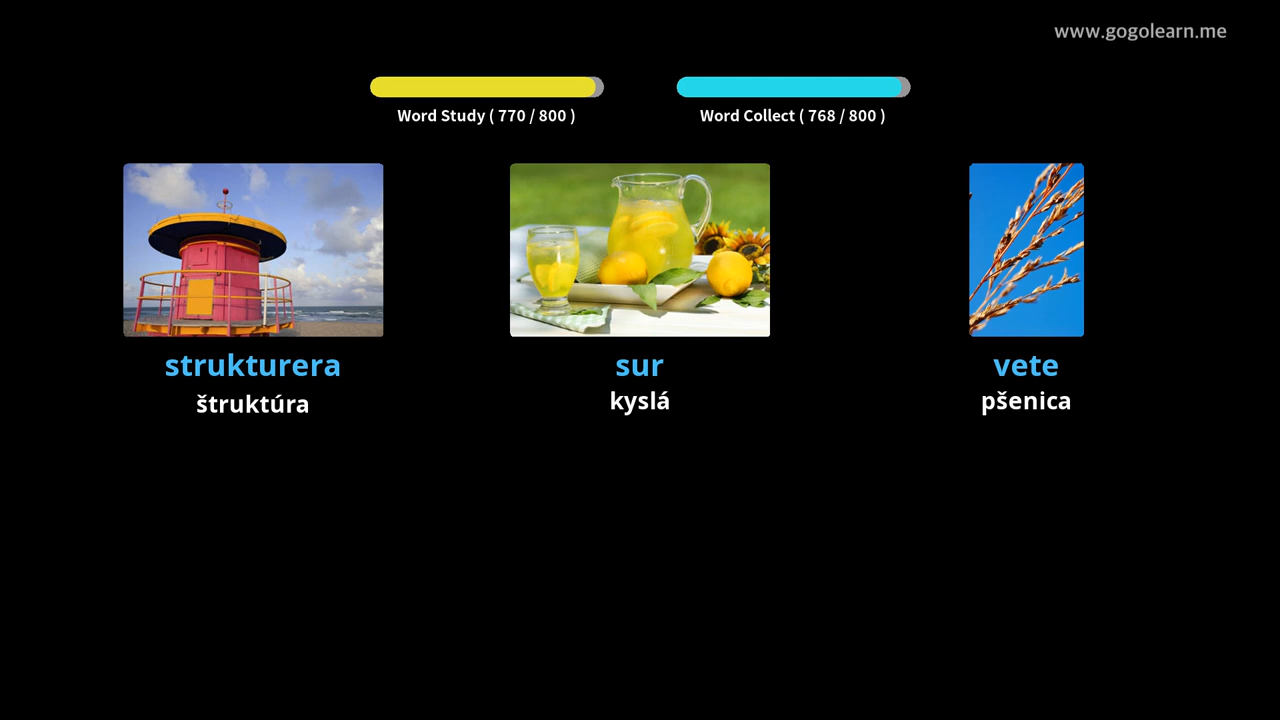 www.gogolearn.me
Word Study ( 770 / 800 )
Word Collect ( 768 / 800 )
strukturera
štruktúra
sur
kyslá
vete
pšenica